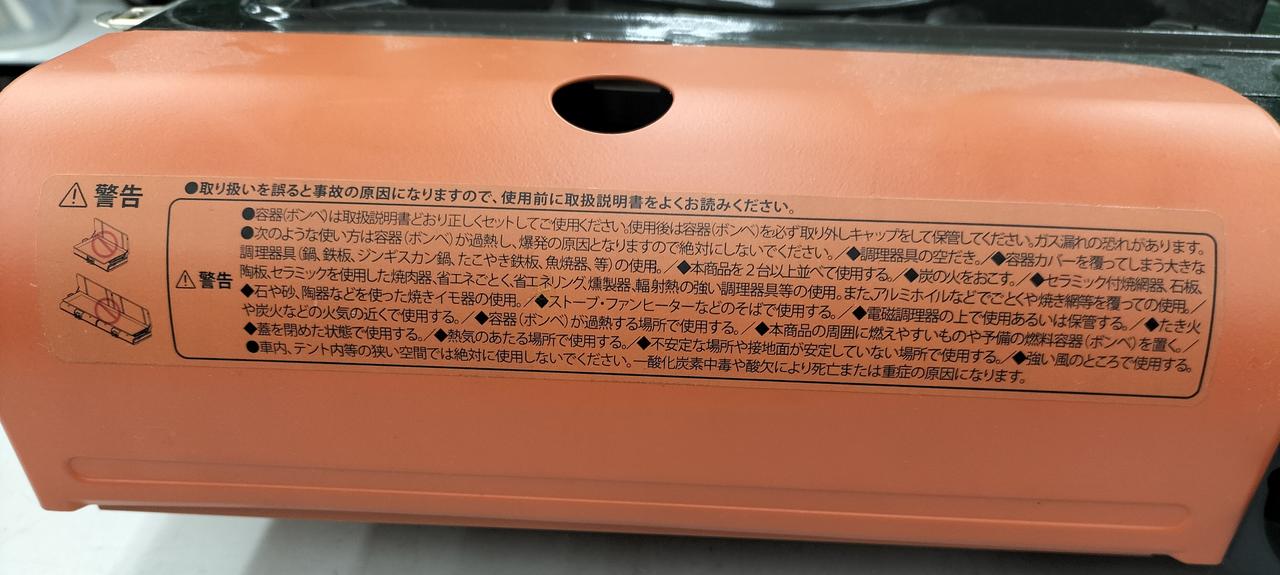 警告
●取り扱いを誤ると事故の原因になりますので、使用前に取扱説明書をよくお読みください。
警告
●容器(ボンベ)は取扱説明書どおり正しくセットしてご使用ください。使用後は容器(ボンベ)を必ず取り外しキャップをして保管してください。ガス漏れの恐れがあります。
●次のような使い方は容器(ボンベ)が過熱し、爆発の原因となりますので絶対にしないでください。/◆調理器具の空だき。/◆容器カバーを覆ってしまう大きな
調理器具(鍋、鉄板、ジンギスカン鍋、たこやき鉄板、魚焼器、等)の使用。/◆本商品を2台以上並べて使用する。/◆炭の火をおこす。/◆セラミック付焼網器、石板、
陶板、セラミックを使用した焼肉器、省エネごとく、省エネリング、燻製器、輻射熱の強い調理器具等の使用。また、アルミホイルなどでごとくや焼き網等を覆っての使用。/
◆石や砂、陶器などを使った焼きイモ器の使用。/◆ストーブ・ファンヒーターなどのそばで使用する。/◆電磁調理器の上で使用あるいは保管する。/◆たき火
や炭火などの火気の近くで使用する。/◆容器(ボンベ)が過熱する場所で使用する。/◆本商品の周囲に燃えやすいものや予備の燃料容器(ボンベ)を置く。/
◆蓋を閉めた状態で使用する。/◆熱気のあたる場所で使用する。/◆不安定な場所や接地面が安定していない場所で使用する。/◆強い風のところで使用する。
●車内、テント内等の狭い空間では絶対に使用しないでください。一酸化炭素中毒や酸欠により死亡または重症の原因になります。